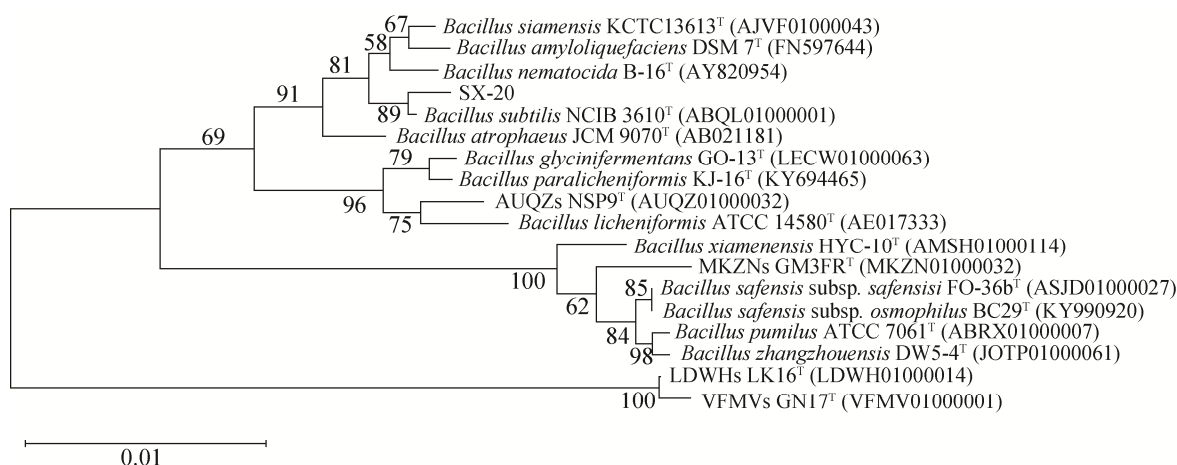 67 Bacillus siamensis KCTC13613ᵀ (AJVF01000043)
58 Bacillus amyloliquefaciens DSM 7ᵀ (FN597644)
81 Bacillus nematocida B-16ᵀ (AY820954)
91 SX-20
89 Bacillus subtilis NCIB 3610ᵀ (ABQL01000001)
69 Bacillus atrophaeus JCM 9070ᵀ (AB021181)
79 Bacillus glycinifermentans GO-13ᵀ (LECW01000063)
Bacillus paralicheniformis KJ-16ᵀ (KY694465)
96 AUQZs NSP9ᵀ (AUQZ01000032)
75 Bacillus licheniformis ATCC 14580ᵀ (AE017333)
Bacillus xiamenensis HYC-10ᵀ (AMSH01000114)
100 MKZNs GM3FRᵀ (MKZN01000032)
85 Bacillus safensis subsp. safensisi FO-36bᵀ (ASJD01000027)
62 Bacillus safensis subsp. osmophilus BC29ᵀ (KY990920)
84 Bacillus pumilus ATCC 7061ᵀ (ABRX01000007)
98 Bacillus zhangzhouensis DW5-4ᵀ (JOTP01000061)
LDWHs LK16ᵀ (LDWH01000014)
100 VFMVs GN17ᵀ (VFMV01000001)
0.01